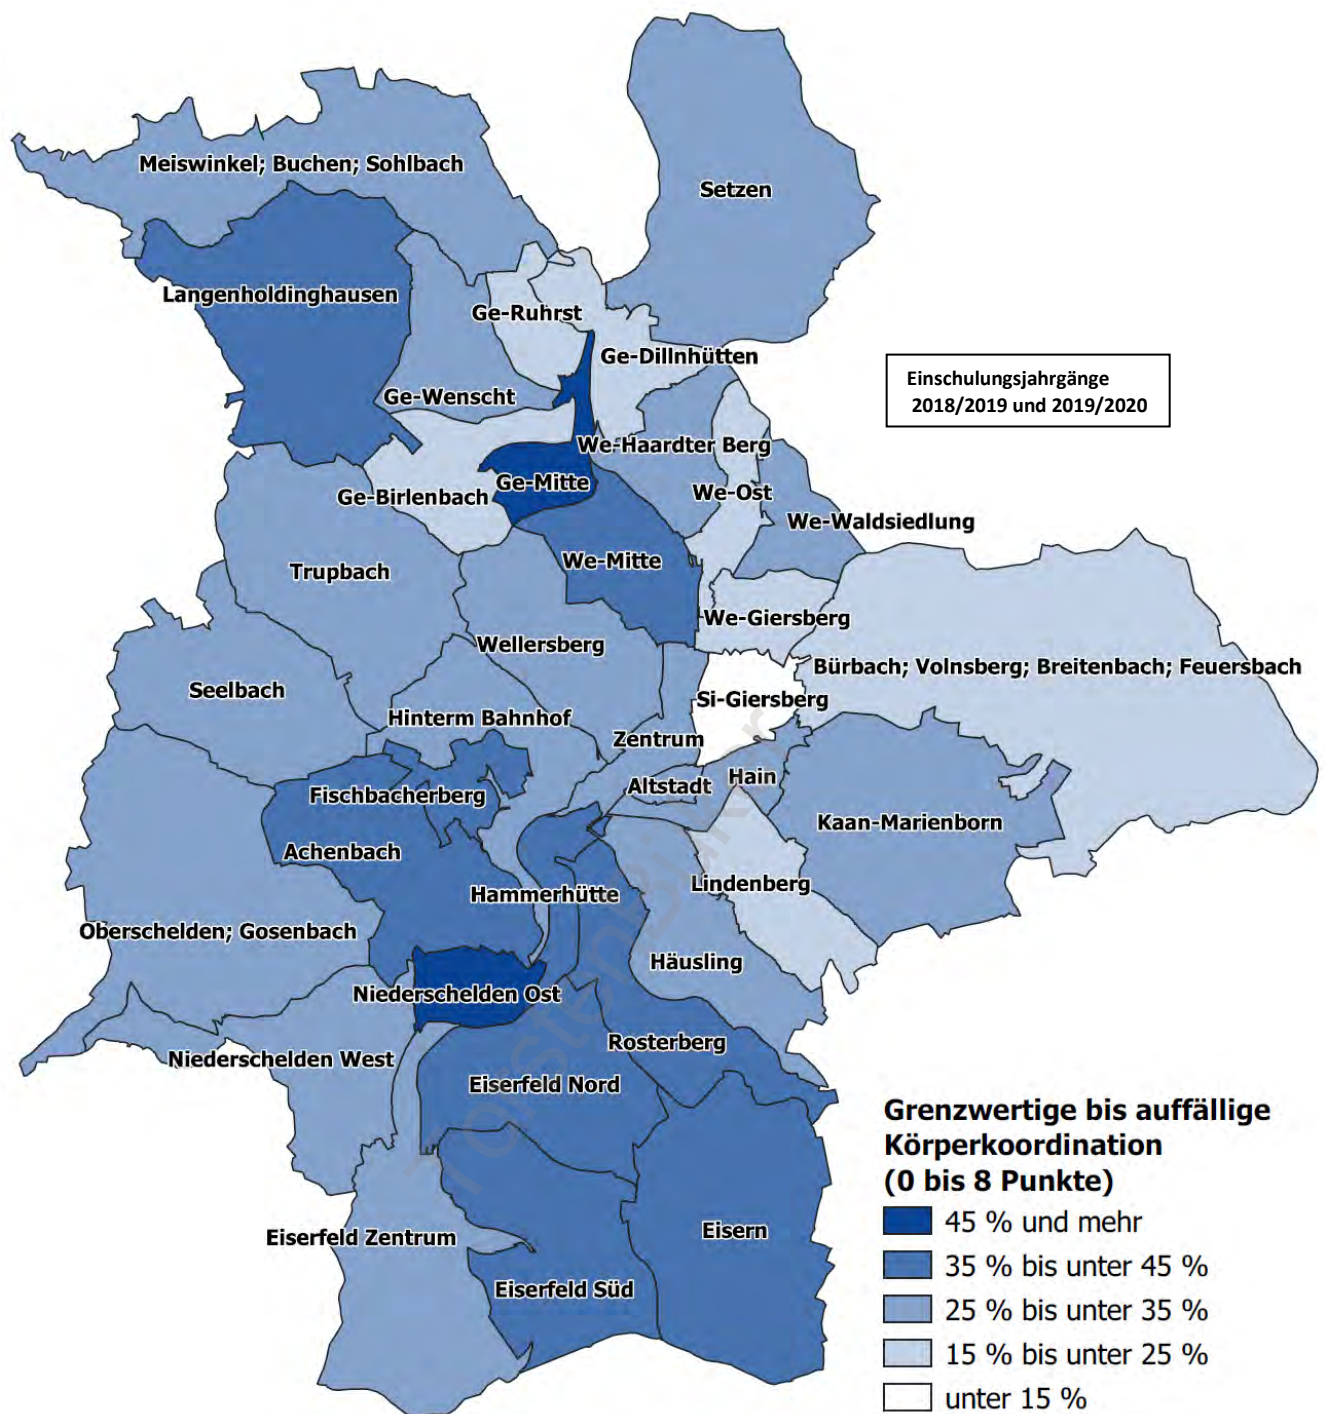 Meiswinkel; Buchen; Sohlbach
Setzen
Langenholdinghausen
Ge-Ruhrst
Ge-Dillnhütten
Einschulungsjahrgänge
2018/2019 und 2019/2020
Ge-Wenscht
We-Haardter Berg
Ge-Mitte
We-Ost
Ge-Birlenbach
We-Waldsiedlung
We-Mitte
Trupbach
We-Giersberg
Wellersberg
Bürbach; Volnsberg; Breitenbach; Feuersbach
Seelbach
Si-Giersberg
Hinterm Bahnhof
Zentrum
Hain
Altstadt
Fischbacherberg
Kaan-Marienborn
Achenbach
Lindenberg
Hammerhütte
Oberschelden; Gosenbach
Häusling
Niederschelden Ost
Rosterberg
Niederschelden West
Eiserfeld Nord
Eisern
Eiserfeld Zentrum
Eiserfeld Süd
Torsten Büker
Grenzwertige bis auffällige
Körperkoordination
(0 bis 8 Punkte)
45 % und mehr
35 % bis unter 45 %
25 % bis unter 35 %
15 % bis unter 25 %
unter 15 %